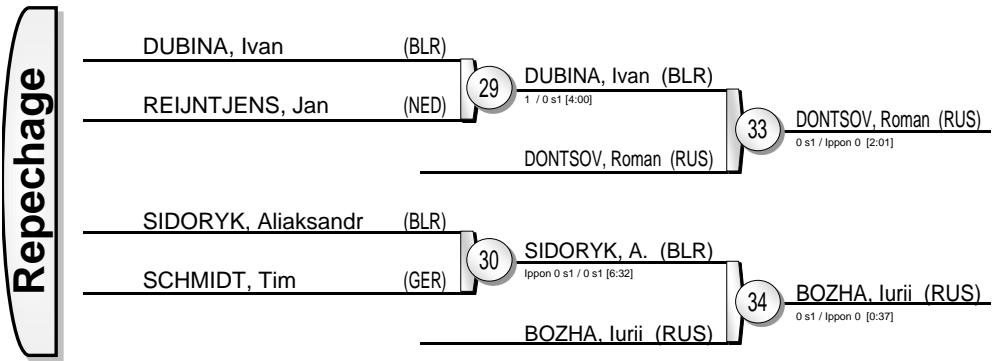 Repechage
DUBINA, Ivan (BLR)
REIJNTJENS, Jan (NED)
29
DUBINA, Ivan (BLR)
1 / 0 s1 [4:00]
DONTSOV, Roman (RUS)
33
DONTSOV, Roman (RUS)
0 s1 / Ippon 0 [2:01]
SIDORYK, Aliaksandr (BLR)
SCHMIDT, Tim (GER)
30
SIDORYK, A. (BLR)
Ippon 0 s1 / 0 s1 [6:32]
BOZHA, Iurii (RUS)
34
BOZHA, Iurii (RUS)
0 s1 / Ippon 0 [0:37]